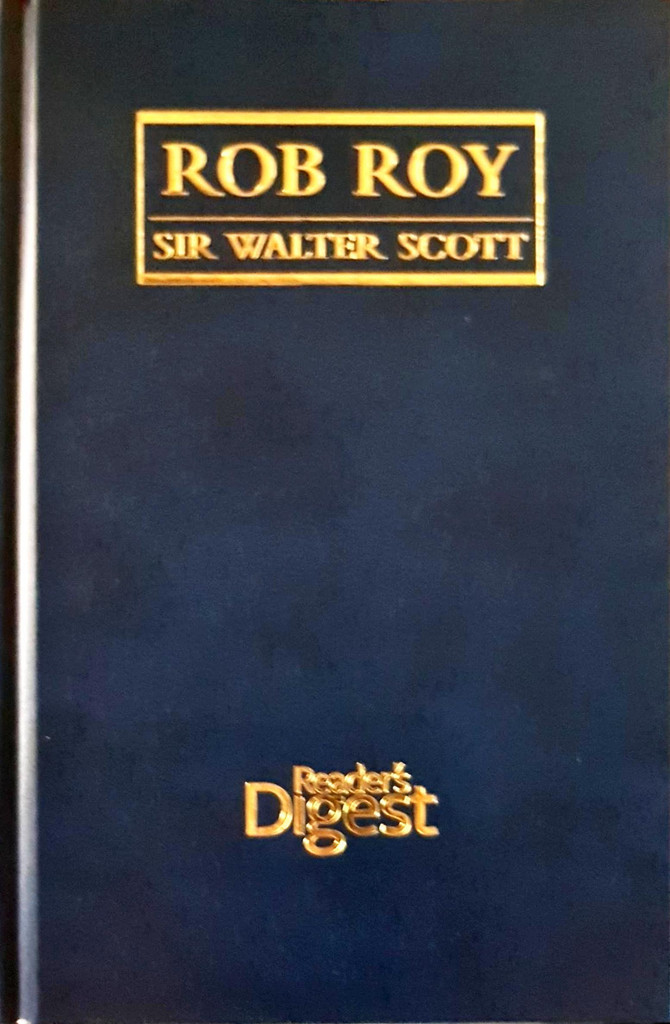 ROB ROY
SIR WALTER SCOTT
Reader's
Digest